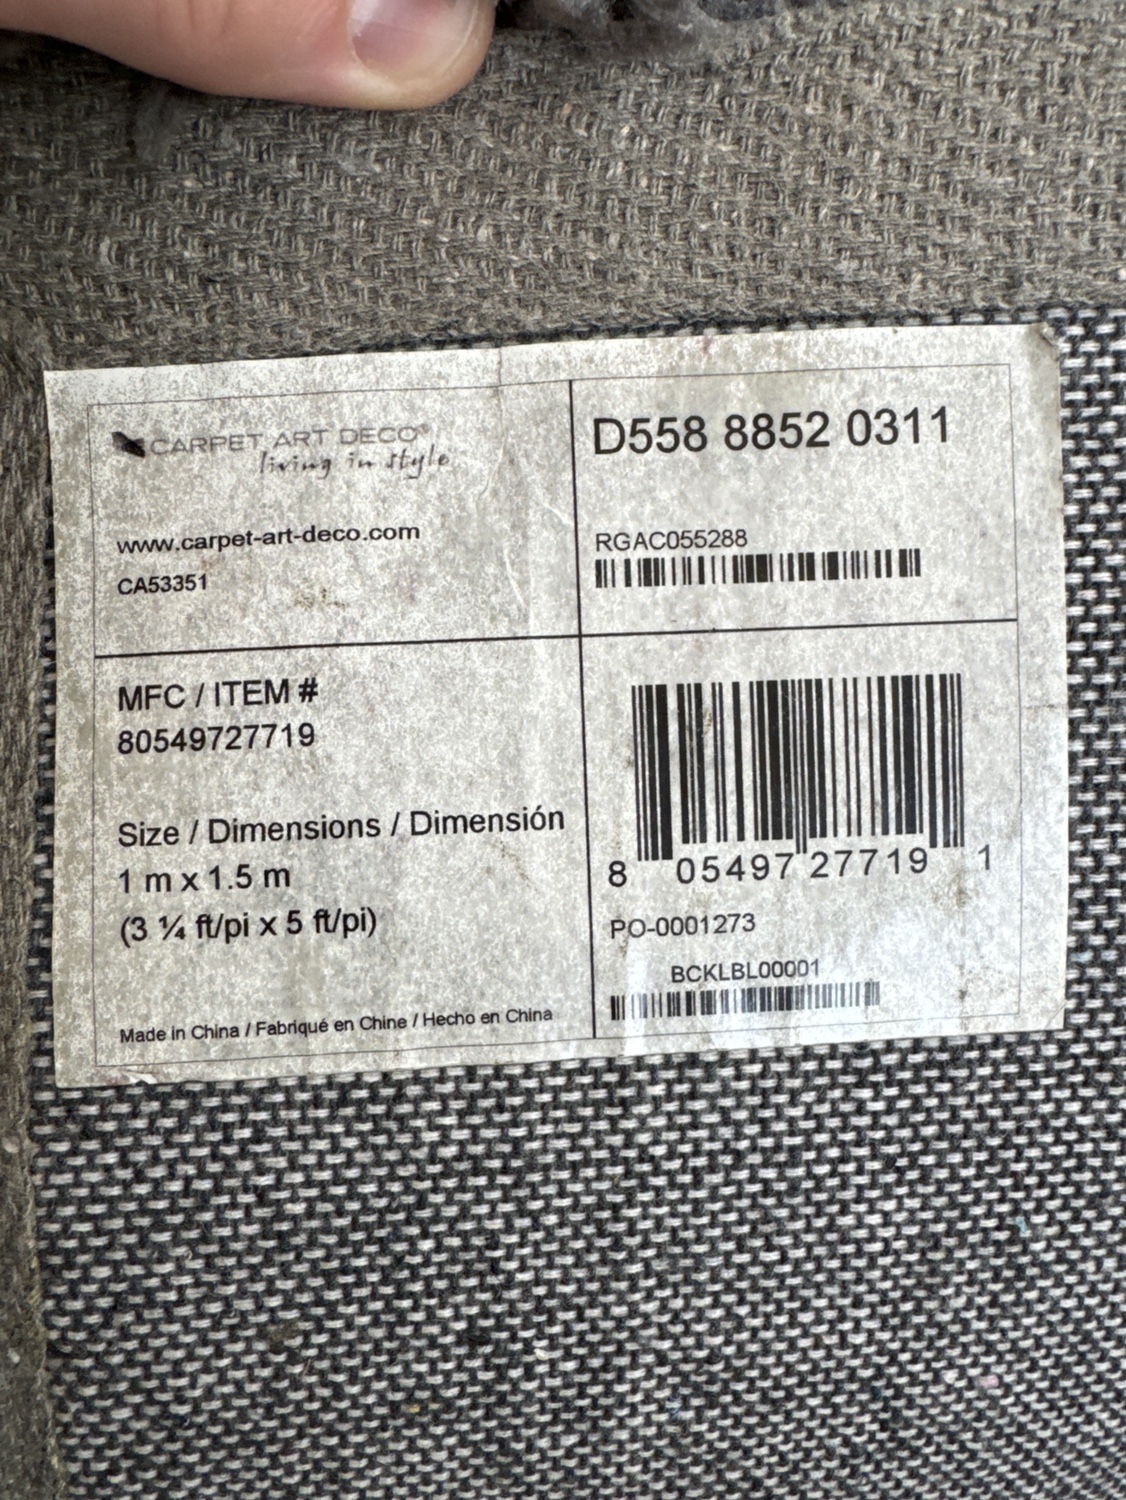 CARPET ART DECO®
living in style
www.carpet-art-deco.com
CA53351
D558 8852 0311
RGAC055288
MFC / ITEM #
80549727719
Size / Dimensions / Dimensión
1 m x 1.5 m
(3 ¼ ft/pi x 5 ft/pi)
Made in China / Fabriqué en Chine / Hecho en China
8 05497 27719 1
PO-0001273
BCKLBL00001